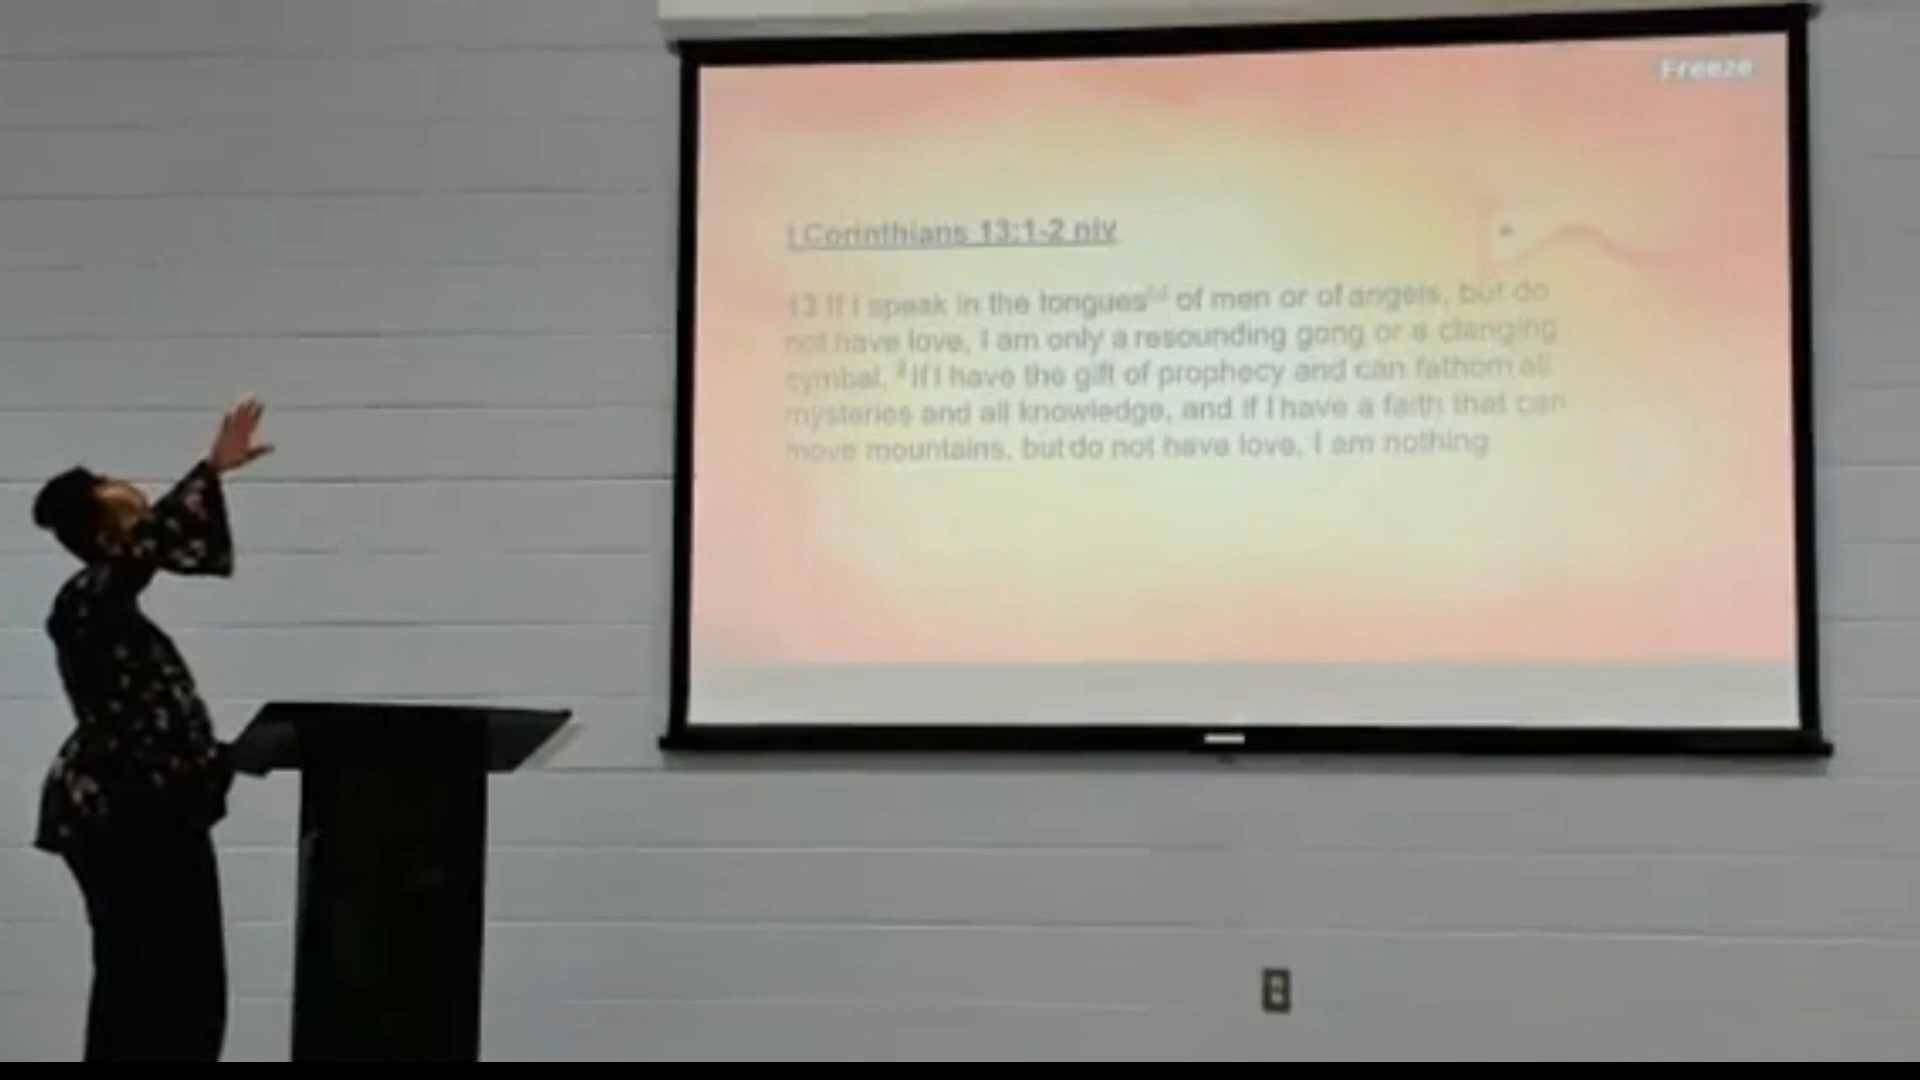 Freeze
I Corinthians 13:1-2 niv
13 If I speak in the tongues of men or of angels, but do
not have love, I am only a resounding gong or a clanging
cymbal. 2 If I have the gift of prophecy and can fathom all
mysteries and all knowledge, and if I have a faith that can
move mountains, but do not have love, I am nothing